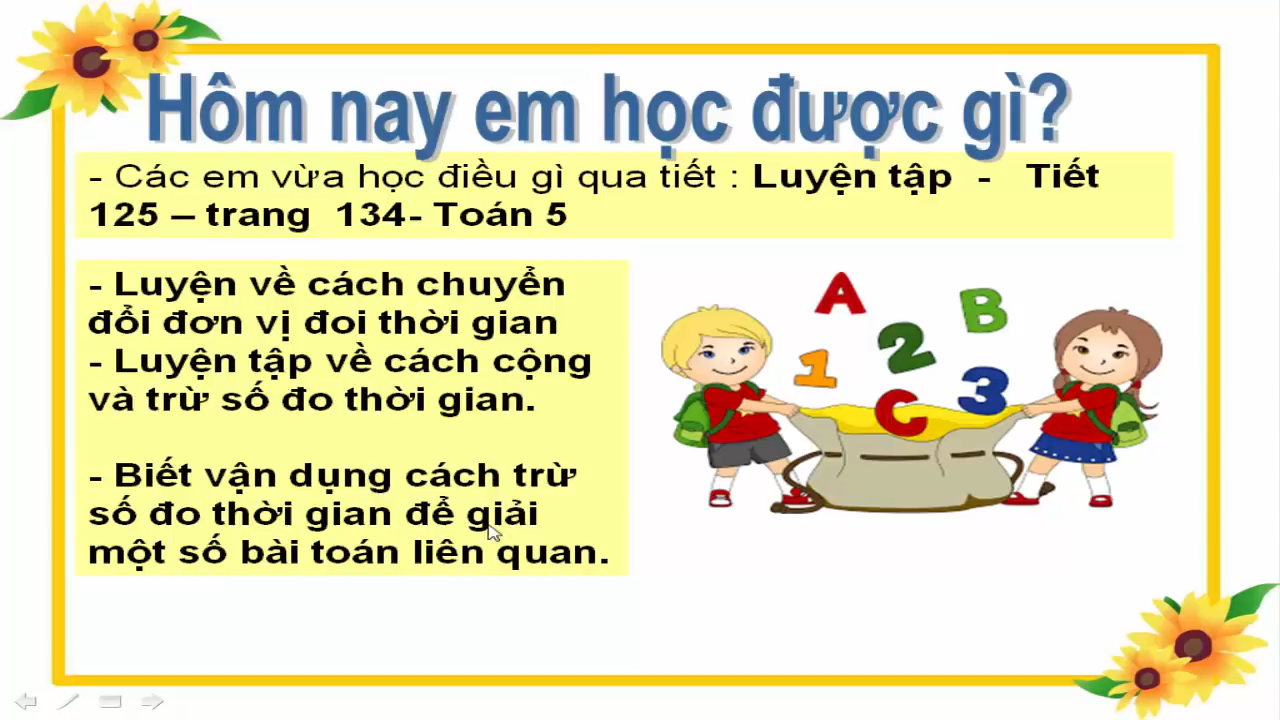 Hôm nay em học được gì?
- Các em vừa học điều gì qua tiết : Luyện tập - Tiết
125 – trang 134- Toán 5
- Luyện về cách chuyển
đổi đơn vị đoi thời gian
- Luyện tập về cách cộng
và trừ số đo thời gian.
- Biết vận dụng cách trừ
số đo thời gian để giải
một số bài toán liên quan.
A
B
2
1
3
C